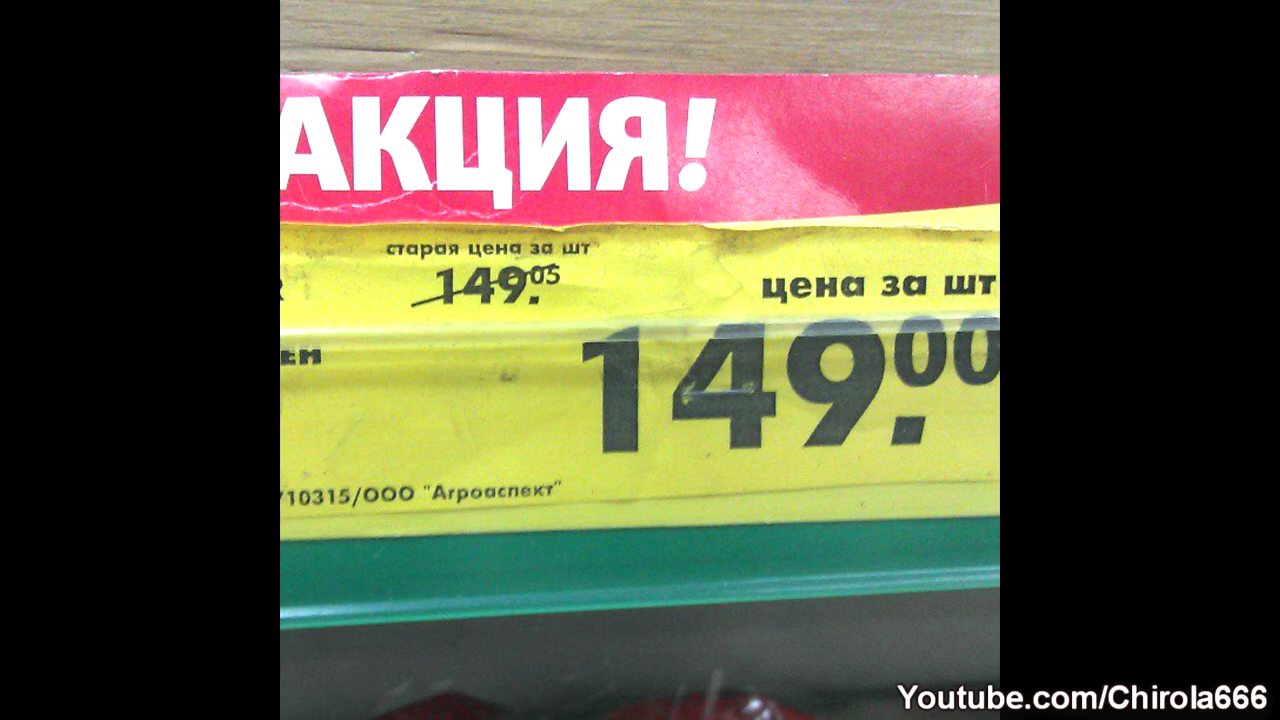 АКЦИЯ!
старая цена за шт
149.05
цена за шт
149.00
10315/ООО "Агроаспект"
Youtube.com/Chirola666